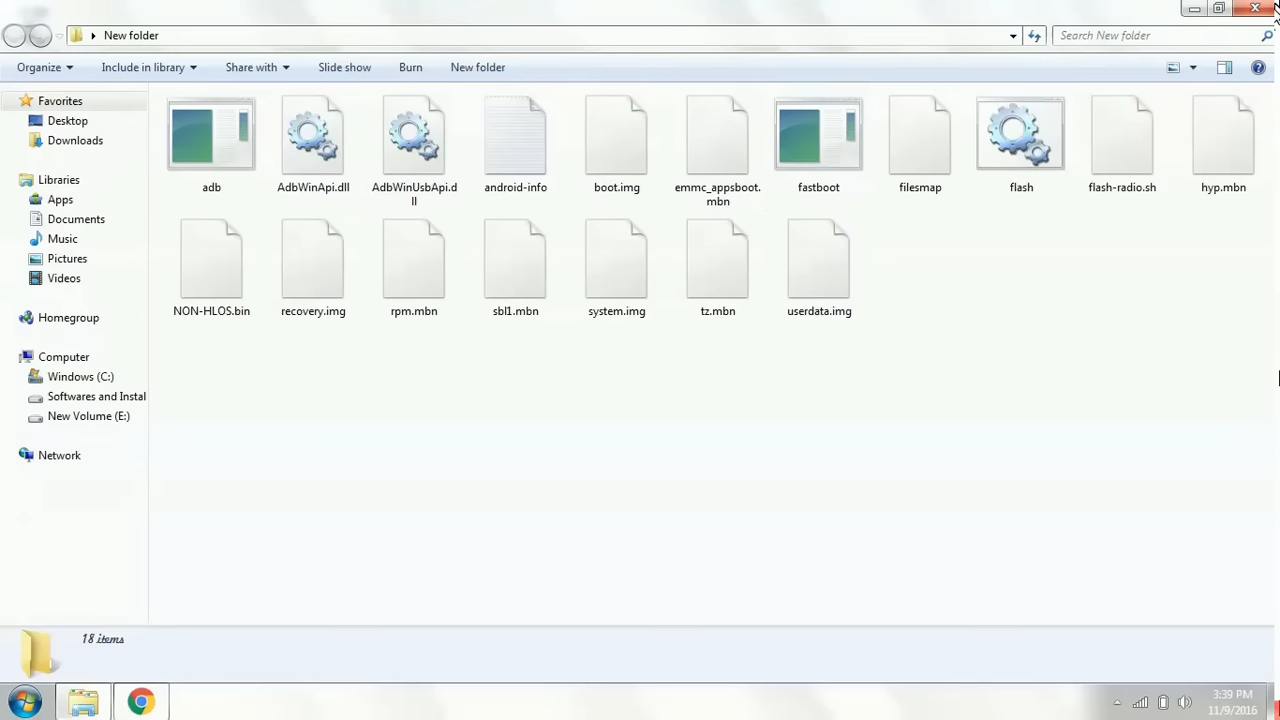 New folder
Search New folder
Organize Include in library Share with Slide show Burn New folder
Favorites
Desktop
Downloads
Libraries
Apps
Documents
Music
Pictures
Videos
Homegroup
Computer
Windows (C:)
Softwares and Instal
New Volume (E:)
Network
adb AdbWinApi.dll AdbWinUsbApi.d android-info boot.img emmc_appsboot. fastboot filesmap flash flash-radio.sh hyp.mbn
ll mbn
NON-HLOS.bin recovery.img rpm.mbn sbl1.mbn system.img tz.mbn userdata.img
18 items
3:39 PM
11/9/2016